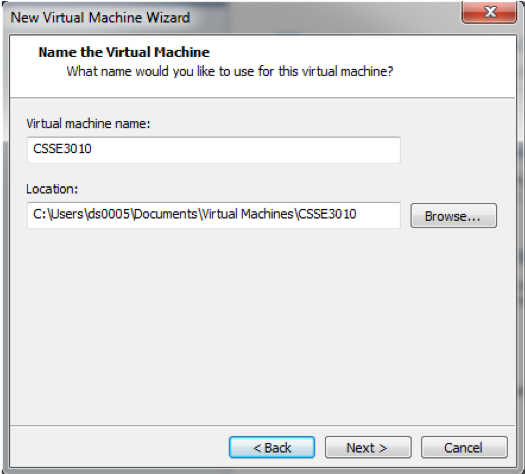 New Virtual Machine Wizard
Name the Virtual Machine
What name would you like to use for this virtual machine?
Virtual machine name:
CSSE3010
Location:
C:\Users\ds0005\Documents\Virtual Machines\CSSE3010
Browse...
< Back
Next >
Cancel